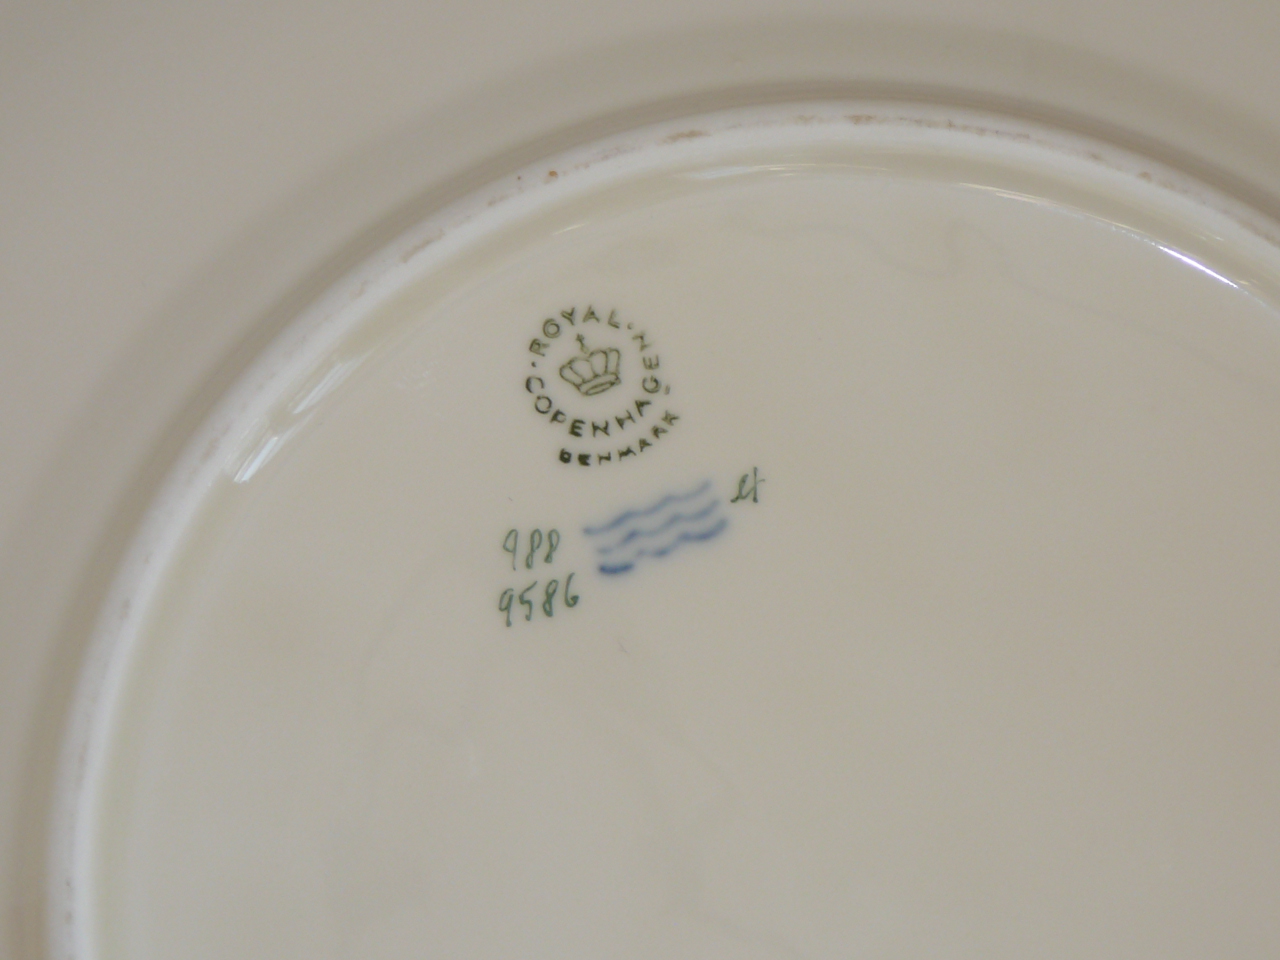 ROYAL
COPENHAGEN
DENMARK
988
9586